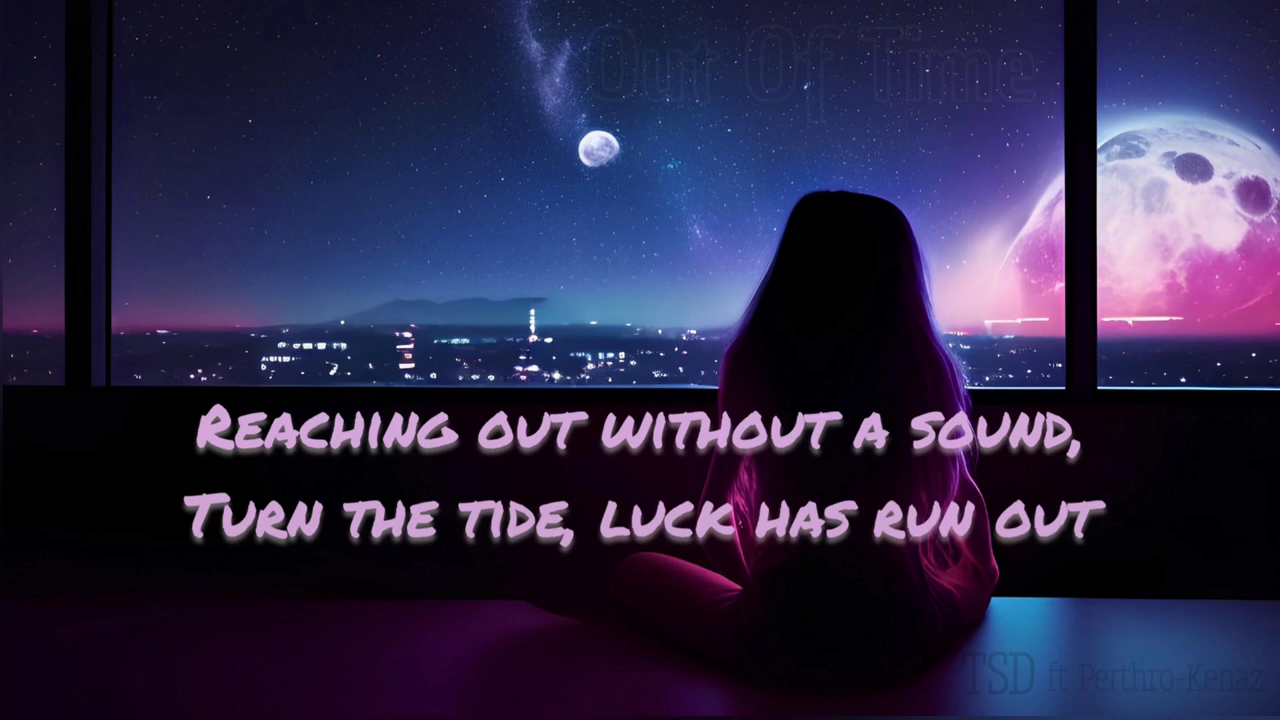 Out Of Time
Reaching out without a sound,
Turn the tide, luck has run out
TSD ft Perthro-Kenaz